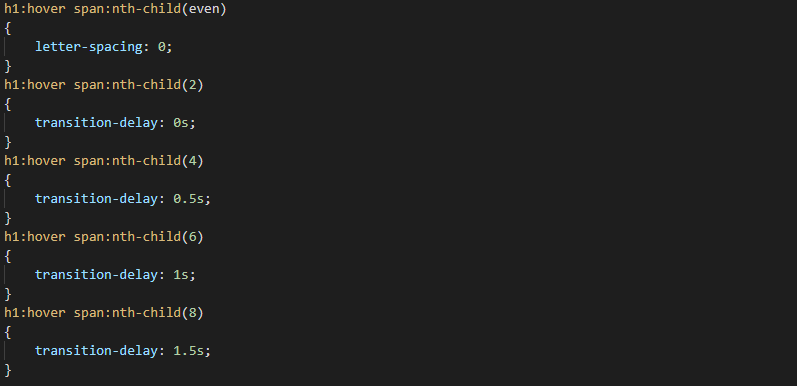 h1:hover span:nth-child(even)
{
    letter-spacing: 0;
}
h1:hover span:nth-child(2)
{
    transition-delay: 0s;
}
h1:hover span:nth-child(4)
{
    transition-delay: 0.5s;
}
h1:hover span:nth-child(6)
{
    transition-delay: 1s;
}
h1:hover span:nth-child(8)
{
    transition-delay: 1.5s;
}